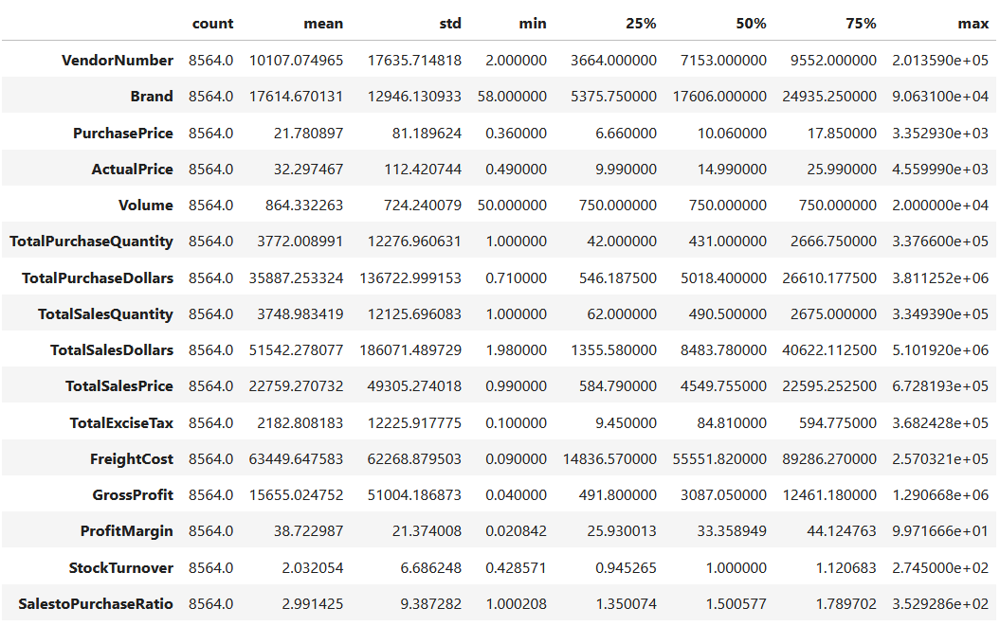 count mean std min 25% 50% 75% max
VendorNumber 8564.0 10107.074965 17635.714818 2.000000 3664.000000 7153.000000 9552.000000 2.013590e+05
Brand 8564.0 17614.670131 12946.130933 58.000000 5375.750000 17606.000000 24935.250000 9.063100e+04
PurchasePrice 8564.0 21.780897 81.189624 0.360000 6.660000 10.060000 17.850000 3.352930e+03
ActualPrice 8564.0 32.297467 112.420744 0.490000 9.990000 14.990000 25.990000 4.559990e+03
Volume 8564.0 864.332263 724.240079 50.000000 750.000000 750.000000 750.000000 2.000000e+04
TotalPurchaseQuantity 8564.0 3772.008991 12276.960631 1.000000 42.000000 431.000000 2666.750000 3.376600e+05
TotalPurchaseDollars 8564.0 35887.253324 136722.999153 0.710000 546.187500 5018.400000 26610.177500 3.811252e+06
TotalSalesQuantity 8564.0 3748.983419 12125.696083 1.000000 62.000000 490.500000 2675.000000 3.349390e+05
TotalSalesDollars 8564.0 51542.278077 186071.489729 1.980000 1355.580000 8483.780000 40622.112500 5.101920e+06
TotalSalesPrice 8564.0 22759.270732 49305.274018 0.990000 584.790000 4549.755000 22595.252500 6.728193e+05
TotalExciseTax 8564.0 2182.808183 12225.917775 0.100000 9.450000 84.810000 594.775000 3.682428e+05
FreightCost 8564.0 63449.647583 62268.879503 0.090000 14836.570000 55551.820000 89286.270000 2.570321e+05
GrossProfit 8564.0 15655.024752 51004.186873 0.040000 491.800000 3087.050000 12461.180000 1.290668e+06
ProfitMargin 8564.0 38.722987 21.374008 0.020842 25.930013 33.358949 44.124763 9.971666e+01
StockTurnover 8564.0 2.032054 6.686248 0.428571 0.945265 1.000000 1.120683 2.745000e+02
SalestoPurchaseRatio 8564.0 2.991425 9.387282 1.000208 1.350074 1.500577 1.789702 3.529286e+02